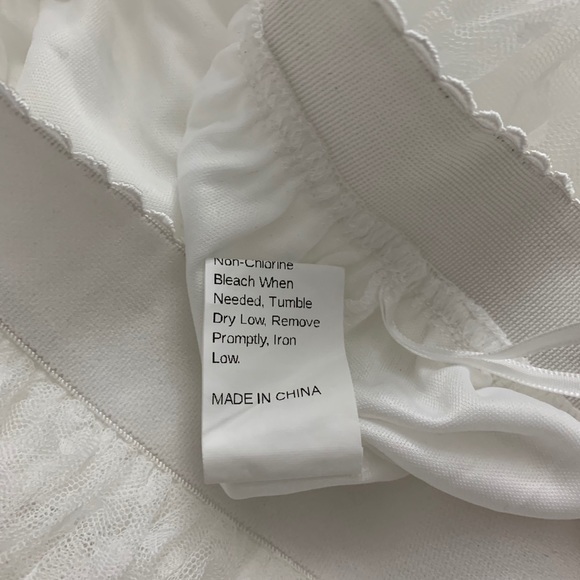 Non-Chlorine
Bleach When
Needed, Tumble
Dry Low, Remove
Promptly, Iron
Low.
MADE IN CHINA